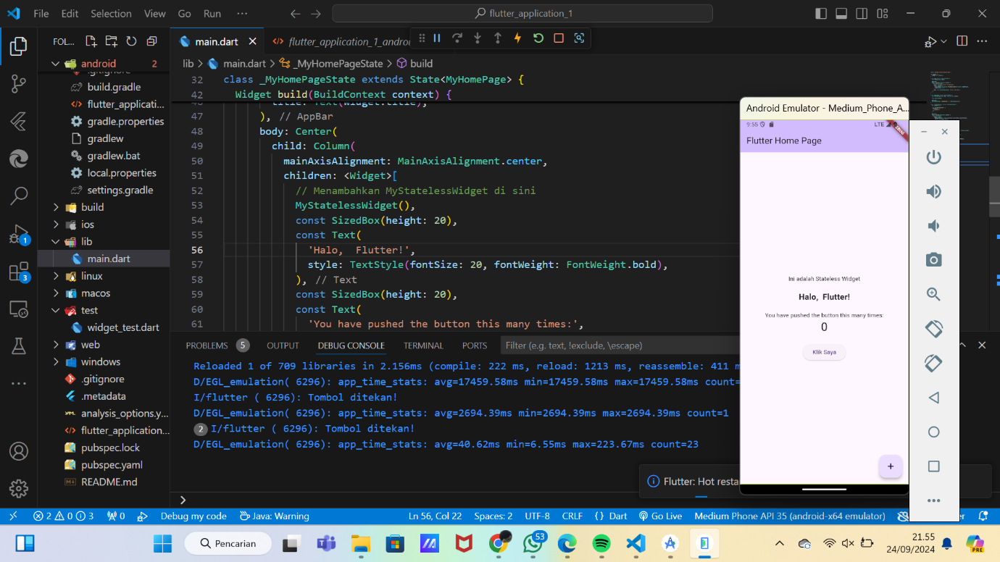 File Edit Selection View Go Run ··· flutter_application_1
FOL...
main.dart
flutter_application_1_andro
android 2
.gitignore
build.gradle
flutter_applicati...
gradle.properties
gradlew
gradlew.bat
local.properties
settings.gradle
build
ios
lib
main.dart
linux
macos
test
widget_test.dart
web
windows
.gitignore
.metadata
analysis_options.y...
flutter_application...
pubspec.lock
pubspec.yaml
README.md
1
3
lib > main.dart > _MyHomePageState > build
32 class _MyHomePageState extends State<MyHomePage> {
42 Widget build(BuildContext context) {
46 title: Text(widget.title),
47 ), // AppBar
48 body: Center(
49 child: Column(
50 mainAxisAlignment: MainAxisAlignment.center,
51 children: <Widget>[
52 // Menambahkan MyStatelessWidget di sini
53 MyStatelessWidget(),
54 const SizedBox(height: 20),
55 const Text(
56 'Halo,  Flutter!',
57 style: TextStyle(fontSize: 20, fontWeight: FontWeight.bold),
58 ), // Text
59 const SizedBox(height: 20),
60 const Text(
61 'You have pushed the button this many times:',
PROBLEMS 5 OUTPUT DEBUG CONSOLE TERMINAL PORTS Filter (e.g. text, !exclude, \escape)
Reloaded 1 of 709 libraries in 2.156ms (compile: 222 ms, reload: 1213 ms, reassemble: 411 m
D/EGL_emulation( 6296): app_time_stats: avg=17459.58ms min=17459.58ms max=17459.58ms count=
I/flutter ( 6296): Tombol ditekan!
D/EGL_emulation( 6296): app_time_stats: avg=2694.39ms min=2694.39ms max=2694.39ms count=1
2 I/flutter ( 6296): Tombol ditekan!
D/EGL_emulation( 6296): app_time_stats: avg=40.62ms min=6.55ms max=223.67ms count=23
Flutter: Hot resta
Android Emulator - Medium_Phone_A...
9:55 LTE
DEBUG
Flutter Home Page
Ini adalah Stateless Widget
Halo,  Flutter!
You have pushed the button this many times:
0
Klik Saya
+
2 0 3 0 Debug my code Java: Warning Ln 56, Col 22 Spaces: 2 UTF-8 CRLF {} Dart Go Live Medium Phone API 35 (android-x64 emulator)
Pencarian
53
PRE
21.55
24/09/2024